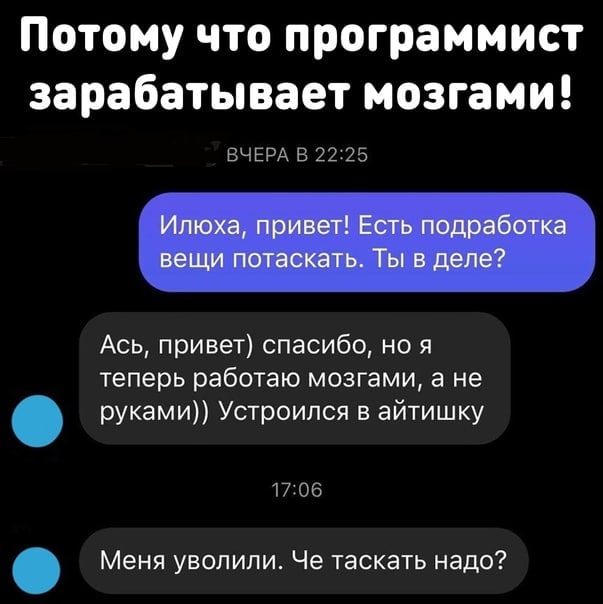 Потому что программист
зарабатывает мозгами!
ВЧЕРА В 22:25
Илюха, привет! Есть подработка
вещи потаскать. Ты в деле?
Ась, привет) спасибо, но я
теперь работаю мозгами, а не
руками)) Устроился в айтишку
17:06
Меня уволили. Че таскать надо?